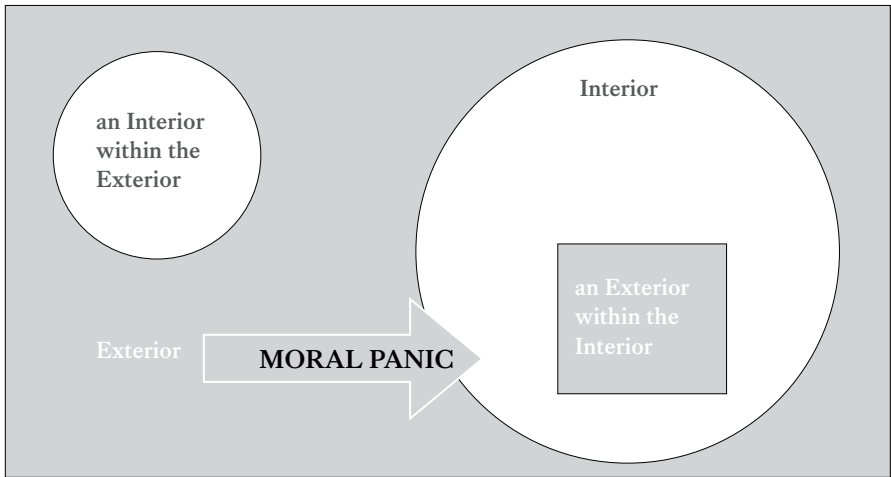 an Interior
within the
Exterior
Interior
an Exterior
within the
Interior
Exterior
MORAL PANIC